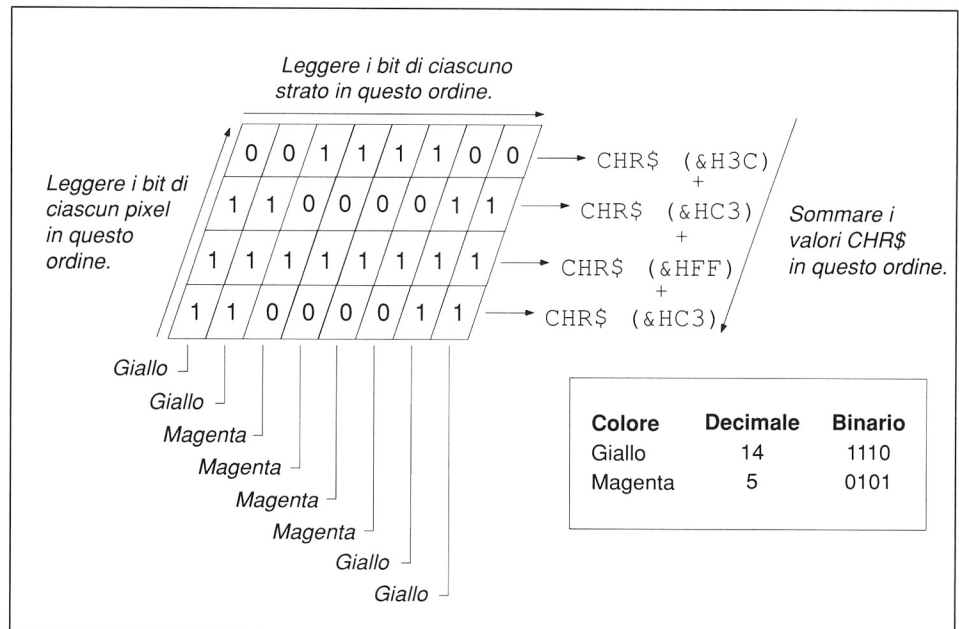 Leggere i bit di ciascuno
strato in questo ordine.
Leggere i bit di
ciascun pixel
in questo
ordine.
0 0 1 1 1 1 0 0
1 1 0 0 0 0 1 1
1 1 1 1 1 1 1 1
1 1 0 0 0 0 1 1
CHR$ (&H3C)
+
CHR$ (&HC3)
+
CHR$ (&HFF)
+
CHR$ (&HC3)
Sommare i
valori CHR$
in questo ordine.
Giallo
Giallo
Magenta
Magenta
Magenta
Magenta
Giallo
Giallo
Colore Decimale Binario
Giallo 14 1110
Magenta 5 0101